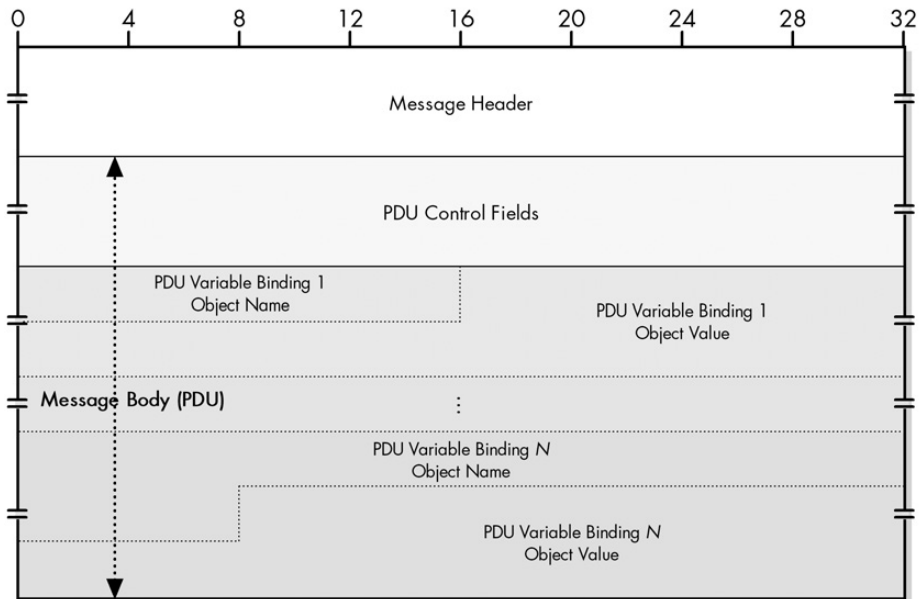 0 4 8 12 16 20 24 28 32
Message Header
PDU Control Fields
PDU Variable Binding 1
Object Name
PDU Variable Binding 1
Object Value
Message Body (PDU)
⋮
PDU Variable Binding N
Object Name
PDU Variable Binding N
Object Value